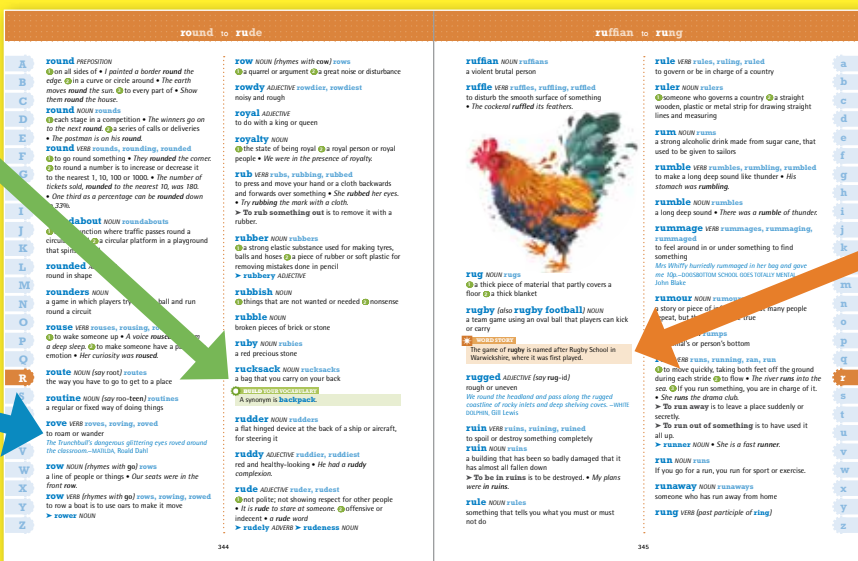 round to rude
ruffian to rung
A
B
C
D
E
F
G
I
J
K
L
M
N
O
P
Q
R
S
V
W
X
Y
Z
round PREPOSITION
1 on all sides of • I painted a border round the
edge. 2 in a curve or circle around • The earth
moves round the sun. 3 to every part of • Show
them round the house.
round NOUN rounds
1 each stage in a competition • The winners go on
to the next round. 2 a series of calls or deliveries
• The postman is on his round.
round VERB rounds, rounding, rounded
1 to go round something • They rounded the corner.
2 to round a number is to increase or decrease it
to the nearest 1, 10, 100 or 1000. • The number of
tickets sold, rounded to the nearest 10, was 180.
• One third as a percentage can be rounded down
33%.
dabout NOUN roundabouts
nction where traffic passes round a
circu 2 a circular platform in a playground
that spin
rounded
round in shape
rounders NOUN
a game in which players try ball and run
round a circuit
rouse VERB rouses, rousing, ro
1 to wake someone up • A voice rouse
a deep sleep. 2 to make someone have a
emotion • Her curiosity was roused.
route NOUN (say root) routes
the way you have to go to get to a place
routine NOUN (say roo-teen) routines
a regular or fixed way of doing things
rove VERB roves, roving, roved
to roam or wander
The Trunchbull's dangerous glittering eyes roved around
the classroom.—MATILDA, Roald Dahl
row NOUN (rhymes with go) rows
a line of people or things • Our seats were in the
front row.
row VERB (rhymes with go) rows, rowing, rowed
to row a boat is to use oars to make it move
➤ rower NOUN
row NOUN (rhymes with cow) rows
1 a quarrel or argument 2 a great noise or disturbance
rowdy ADJECTIVE rowdier, rowdiest
noisy and rough
royal ADJECTIVE
to do with a king or queen
royalty NOUN
1 the state of being royal 2 a royal person or royal
people • We were in the presence of royalty.
rub VERB rubs, rubbing, rubbed
to press and move your hand or a cloth backwards
and forwards over something • She rubbed her eyes.
• Try rubbing the mark with a cloth.
➤ To rub something out is to remove it with a
rubber.
rubber NOUN rubbers
1 a strong elastic substance used for making tyres,
balls and hoses 2 a piece of rubber or soft plastic for
removing mistakes done in pencil
➤ rubbery ADJECTIVE
rubbish NOUN
1 things that are not wanted or needed 2 nonsense
rubble NOUN
broken pieces of brick or stone
ruby NOUN rubies
a red precious stone
rucksack NOUN rucksacks
a bag that you carry on your back
BUILD YOUR VOCABULARY
A synonym is backpack.
rudder NOUN rudders
a flat hinged device at the back of a ship or aircraft,
for steering it
ruddy ADJECTIVE ruddier, ruddiest
red and healthy-looking • He had a ruddy
complexion.
rude ADJECTIVE ruder, rudest
1 not polite; not showing respect for other people
• It is rude to stare at someone. 2 offensive or
indecent • a rude word
➤ rudely ADVERB ➤ rudeness NOUN
344
ruffian NOUN ruffians
a violent brutal person
ruffle VERB ruffles, ruffling, ruffled
to disturb the smooth surface of something
• The cockerel ruffled its feathers.
rug NOUN rugs
1 a thick piece of material that partly covers a
floor 2 a thick blanket
rugby (also rugby football) NOUN
a team game using an oval ball that players can kick
or carry
WORD STORY
The game of rugby is named after Rugby School in
Warwickshire, where it was first played.
rugged ADJECTIVE (say rug-id)
rough or uneven
We round the headland and pass along the rugged
coastline of rocky inlets and deep shelving coves. —WHITE
DOLPHIN, Gill Lewis
ruin VERB ruins, ruining, ruined
to spoil or destroy something completely
ruin NOUN ruins
a building that has been so badly damaged that it
has almost all fallen down
➤ To be in ruins is to be destroyed. • My plans
were in ruins.
rule NOUN rules
something that tells you what you must or must
not do
rule VERB rules, ruling, ruled
to govern or be in charge of a country
ruler NOUN rulers
1 someone who governs a country 2 a straight
wooden, plastic or metal strip for drawing straight
lines and measuring
rum NOUN rums
a strong alcoholic drink made from sugar cane, that
used to be given to sailors
rumble VERB rumbles, rumbling, rumbled
to make a long deep sound like thunder • His
stomach was rumbling.
rumble NOUN rumbles
a long deep sound • There was a rumble of thunder.
rummage VERB rummages, rummaging,
rummaged
to feel around in or under something to find
something
Mrs Whiffy hurriedly rummaged in her bag and gave
me 10p.—DOGSBOTTOM SCHOOL GOES TOTALLY MENTAL
John Blake
rumour NOUN rumou
a story or piece of many people
repeat, but th true
rumps
mal's or person's bottom
VERB runs, running, ran, run
1 to move quickly, taking both feet off the ground
during each stride 2 to flow • The river runs into the
sea. 3 If you run something, you are in charge of it.
• She runs the drama club.
➤ To run away is to leave a place suddenly or
secretly.
➤ To run out of something is to have used it
all up.
➤ runner NOUN • She is a fast runner.
run NOUN runs
If you go for a run, you run for sport or exercise.
runaway NOUN runaways
someone who has run away from home
rung VERB (past participle of ring)
345
a
b
c
d
e
f
g
h
i
j
k
m
n
o
p
q
r
s
t
u
v
w
x
y
z